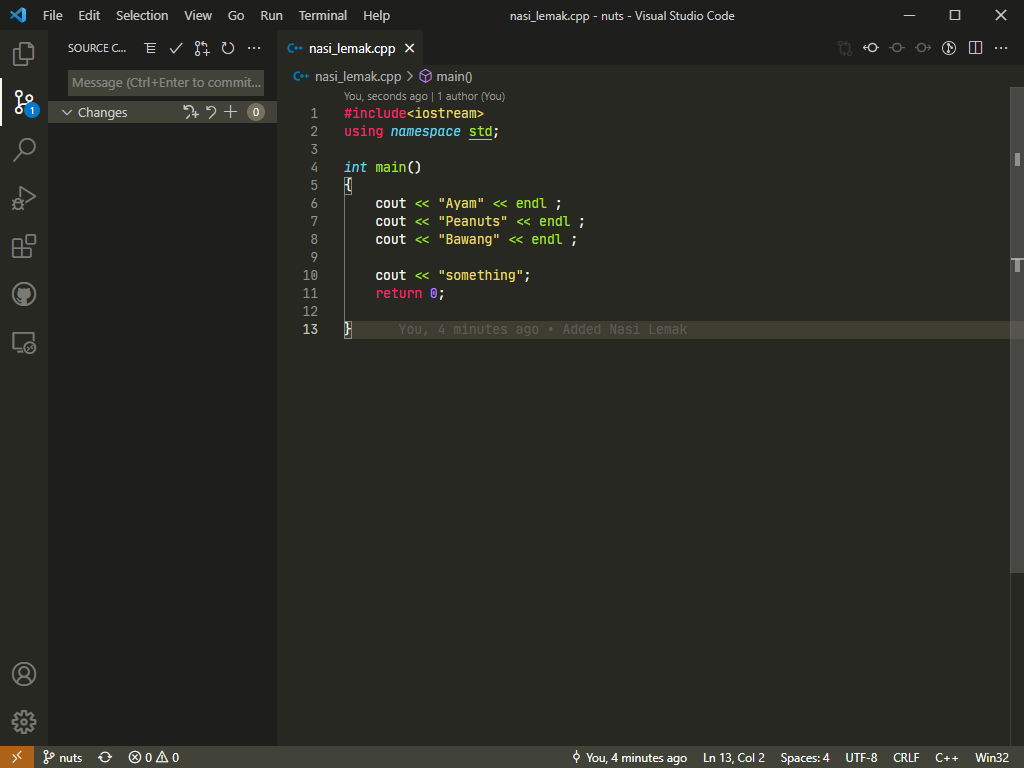 File Edit Selection View Go Run Terminal Help nasi_lemak.cpp - nuts - Visual Studio Code
SOURCE C...
Message (Ctrl+Enter to commit...
Changes 0
1
nasi_lemak.cpp
nasi_lemak.cpp > main()
You, seconds ago | 1 author (You)
1 #include<iostream>
2 using namespace std;
3
4 int main()
5 {
6 cout << "Ayam" << endl ;
7 cout << "Peanuts" << endl ;
8 cout << "Bawang" << endl ;
9
10 cout << "something";
11 return 0;
12
13 } You, 4 minutes ago • Added Nasi Lemak
nuts 0 0 You, 4 minutes ago Ln 13, Col 2 Spaces: 4 UTF-8 CRLF C++ Win32